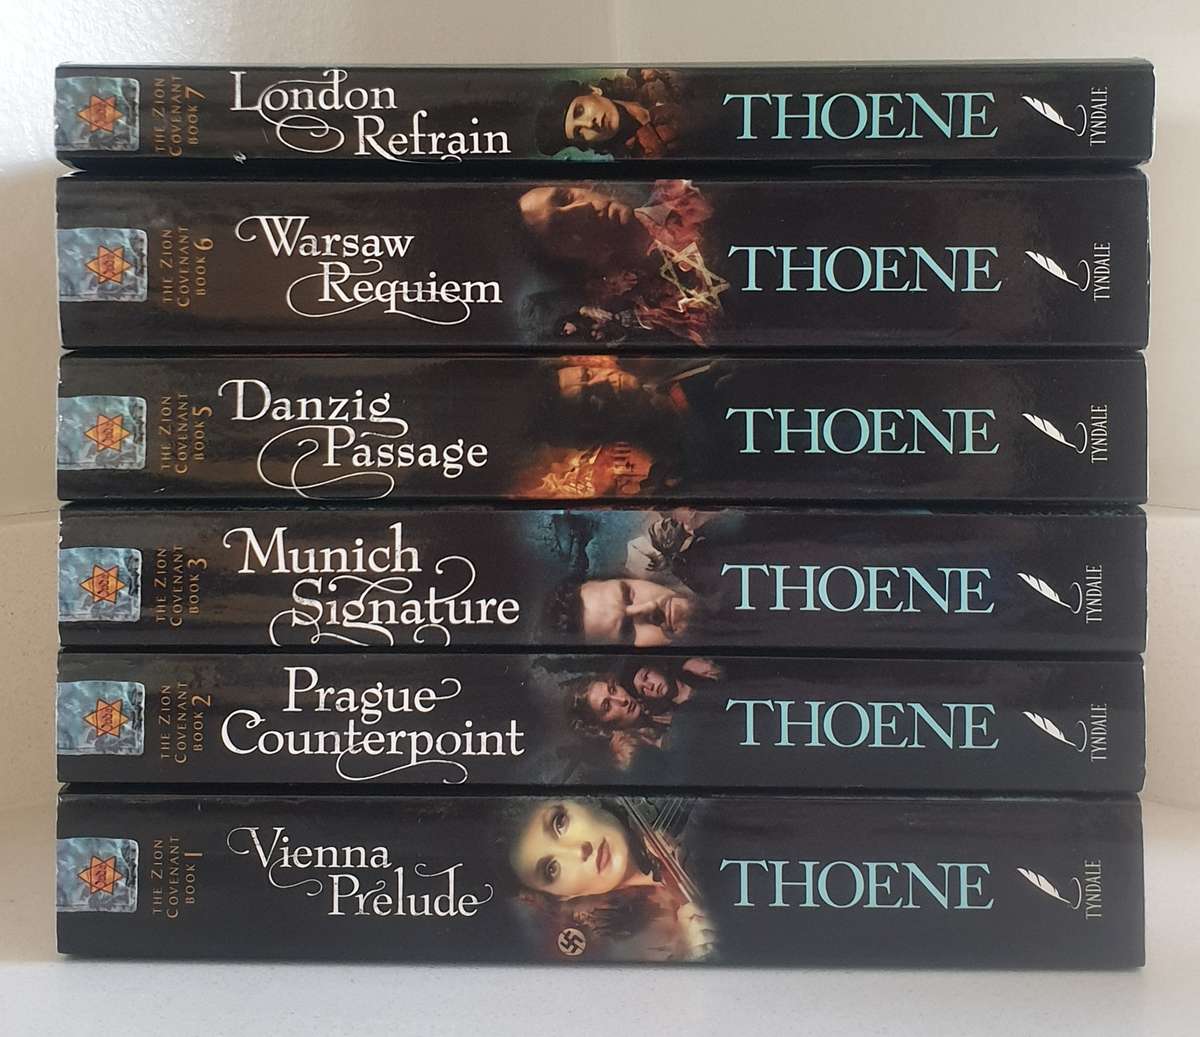 THE ZION
COVENANT
BOOK 7
London
Refrain
THOENE
TYNDALE
THE ZION
COVENANT
BOOK 6
Warsaw
Requiem
THOENE
TYNDALE
THE ZION
COVENANT
BOOK 5
Danzig
Passage
THOENE
TYNDALE
THE ZION
COVENANT
BOOK 3
Munich
Signature
THOENE
TYNDALE
THE ZION
COVENANT
BOOK 2
Prague
Counterpoint
THOENE
TYNDALE
THE ZION
COVENANT
BOOK 1
Vienna
Prelude
THOENE
TYNDALE